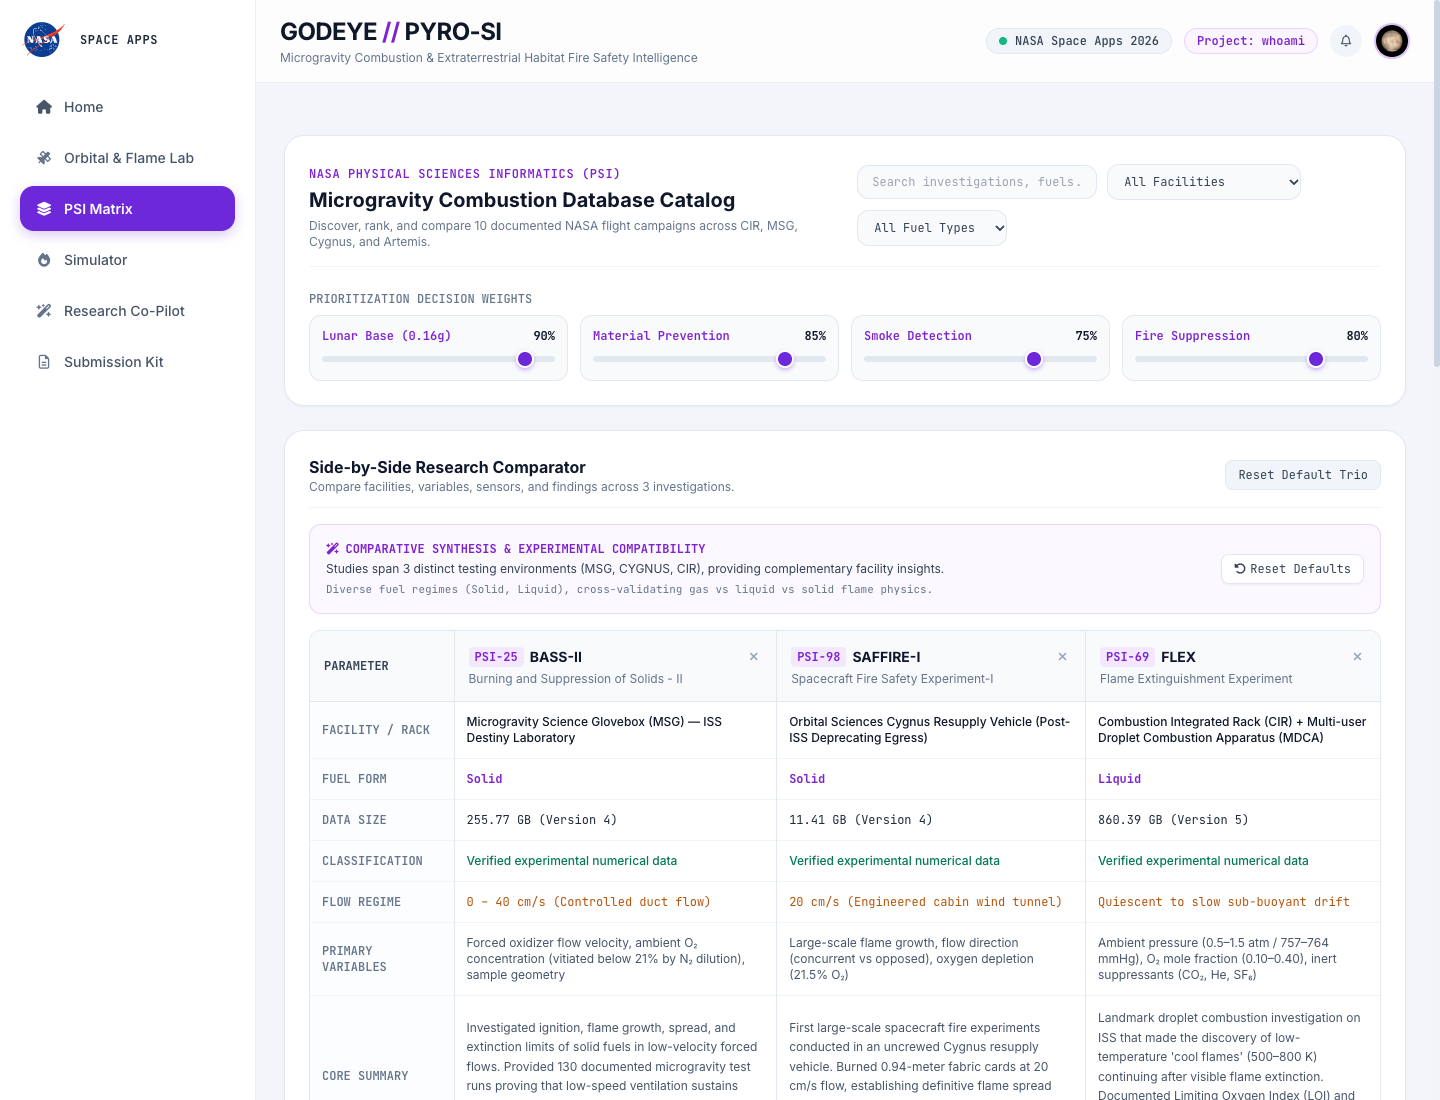 NASA
SPACE APPS
Home
Orbital & Flame Lab
PSI Matrix
Simulator
Research Co-Pilot
Submission Kit
GODEYE // PYRO-SI
Microgravity Combustion & Extraterrestrial Habitat Fire Safety Intelligence
NASA Space Apps 2026
Project: whoami
NASA PHYSICAL SCIENCES INFORMATICS (PSI)
Microgravity Combustion Database Catalog
Discover, rank, and compare 10 documented NASA flight campaigns across CIR, MSG,
Cygnus, and Artemis.
Search investigations, fuels.
All Facilities
All Fuel Types
PRIORITIZATION DECISION WEIGHTS
Lunar Base (0.16g) 90%
Material Prevention 85%
Smoke Detection 75%
Fire Suppression 80%
Side-by-Side Research Comparator
Compare facilities, variables, sensors, and findings across 3 investigations.
Reset Default Trio
COMPARATIVE SYNTHESIS & EXPERIMENTAL COMPATIBILITY
Studies span 3 distinct testing environments (MSG, CYGNUS, CIR), providing complementary facility insights.
Diverse fuel regimes (Solid, Liquid), cross-validating gas vs liquid vs solid flame physics.
Reset Defaults
PARAMETER
PSI-25 BASS-II ×
Burning and Suppression of Solids - II
PSI-98 SAFFIRE-I ×
Spacecraft Fire Safety Experiment-I
PSI-69 FLEX ×
Flame Extinguishment Experiment
FACILITY / RACK
Microgravity Science Glovebox (MSG) — ISS
Destiny Laboratory
Orbital Sciences Cygnus Resupply Vehicle (Post-
ISS Deprecating Egress)
Combustion Integrated Rack (CIR) + Multi-user
Droplet Combustion Apparatus (MDCA)
FUEL FORM
Solid
Solid
Liquid
DATA SIZE
255.77 GB (Version 4)
11.41 GB (Version 4)
860.39 GB (Version 5)
CLASSIFICATION
Verified experimental numerical data
Verified experimental numerical data
Verified experimental numerical data
FLOW REGIME
0 – 40 cm/s (Controlled duct flow)
20 cm/s (Engineered cabin wind tunnel)
Quiescent to slow sub-buoyant drift
PRIMARY
VARIABLES
Forced oxidizer flow velocity, ambient O₂
concentration (vitiated below 21% by N₂ dilution),
sample geometry
Large-scale flame growth, flow direction
(concurrent vs opposed), oxygen depletion
(21.5% O₂)
Ambient pressure (0.5–1.5 atm / 757–764
mmHg), O₂ mole fraction (0.10–0.40), inert
suppressants (CO₂, He, SF₆)
CORE SUMMARY
Investigated ignition, flame growth, spread, and
extinction limits of solid fuels in low-velocity forced
flows. Provided 130 documented microgravity test
runs proving that low-speed ventilation sustains
First large-scale spacecraft fire experiments
conducted in an uncrewed Cygnus resupply
vehicle. Burned 0.94-meter fabric cards at 20
cm/s flow, establishing definitive flame spread
Landmark droplet combustion investigation on
ISS that made the discovery of low-
temperature 'cool flames' (500–800 K)
continuing after visible flame extinction.
Documented Limiting Oxygen Index (LOI) and